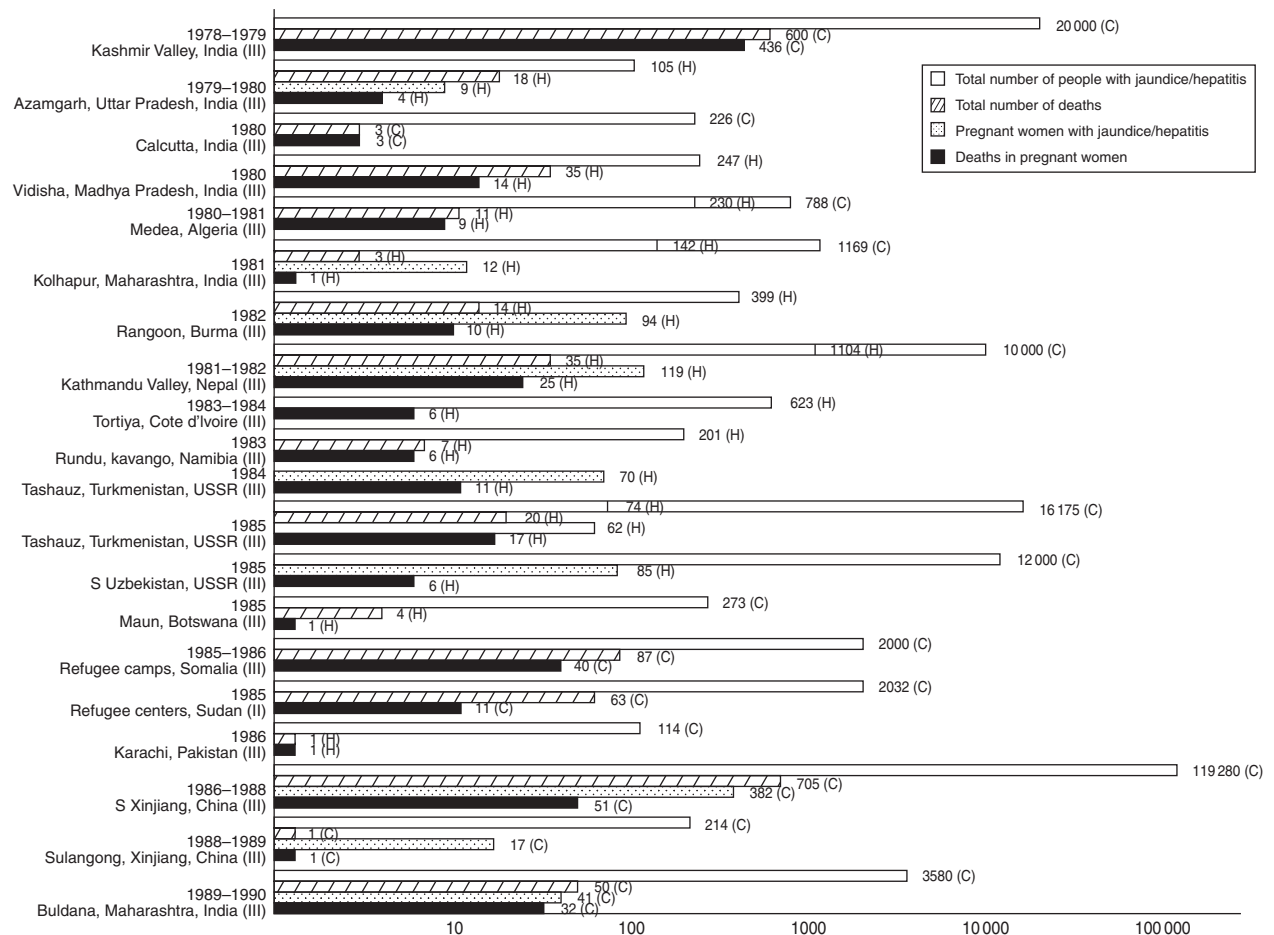 1978–1979
Kashmir Valley, India (III)
20 000 (C)
600 (C)
436 (C)
1979–1980
Azamgarh, Uttar Pradesh, India (III)
105 (H)
18 (H)
9 (H)
4 (H)
1980
Calcutta, India (III)
226 (C)
3 (C)
3 (C)
1980
Vidisha, Madhya Pradesh, India (III)
247 (H)
35 (H)
14 (H)
1980–1981
Medea, Algeria (III)
230 (H)
788 (C)
11 (H)
9 (H)
1981
Kolhapur, Maharashtra, India (III)
142 (H)
1169 (C)
3 (H)
12 (H)
1 (H)
1982
Rangoon, Burma (III)
399 (H)
14 (H)
94 (H)
10 (H)
1981–1982
Kathmandu Valley, Nepal (III)
1104 (H)
10 000 (C)
35 (H)
119 (H)
25 (H)
1983–1984
Tortiya, Cote d'Ivoire (III)
623 (H)
6 (H)
1983
Rundu, kavango, Namibia (III)
201 (H)
7 (H)
6 (H)
1984
Tashauz, Turkmenistan, USSR (III)
70 (H)
11 (H)
1985
Tashauz, Turkmenistan, USSR (III)
74 (H)
16 175 (C)
20 (H)
62 (H)
17 (H)
1985
S Uzbekistan, USSR (III)
12 000 (C)
85 (H)
6 (H)
1985
Maun, Botswana (III)
273 (C)
4 (H)
1 (H)
1985–1986
Refugee camps, Somalia (III)
2000 (C)
87 (C)
40 (C)
1985
Refugee centers, Sudan (II)
2032 (C)
63 (C)
11 (C)
1986
Karachi, Pakistan (III)
114 (C)
1 (H)
1 (H)
1986–1988
S Xinjiang, China (III)
119 280 (C)
705 (C)
382 (C)
51 (C)
1988–1989
Sulangong, Xinjiang, China (III)
214 (C)
1 (C)
17 (C)
1 (C)
1989–1990
Buldana, Maharashtra, India (III)
3580 (C)
50 (C)
41 (C)
32 (C)
Total number of people with jaundice/hepatitis
Total number of deaths
Pregnant women with jaundice/hepatitis
Deaths in pregnant women
10 100 1000 10 000 100 000